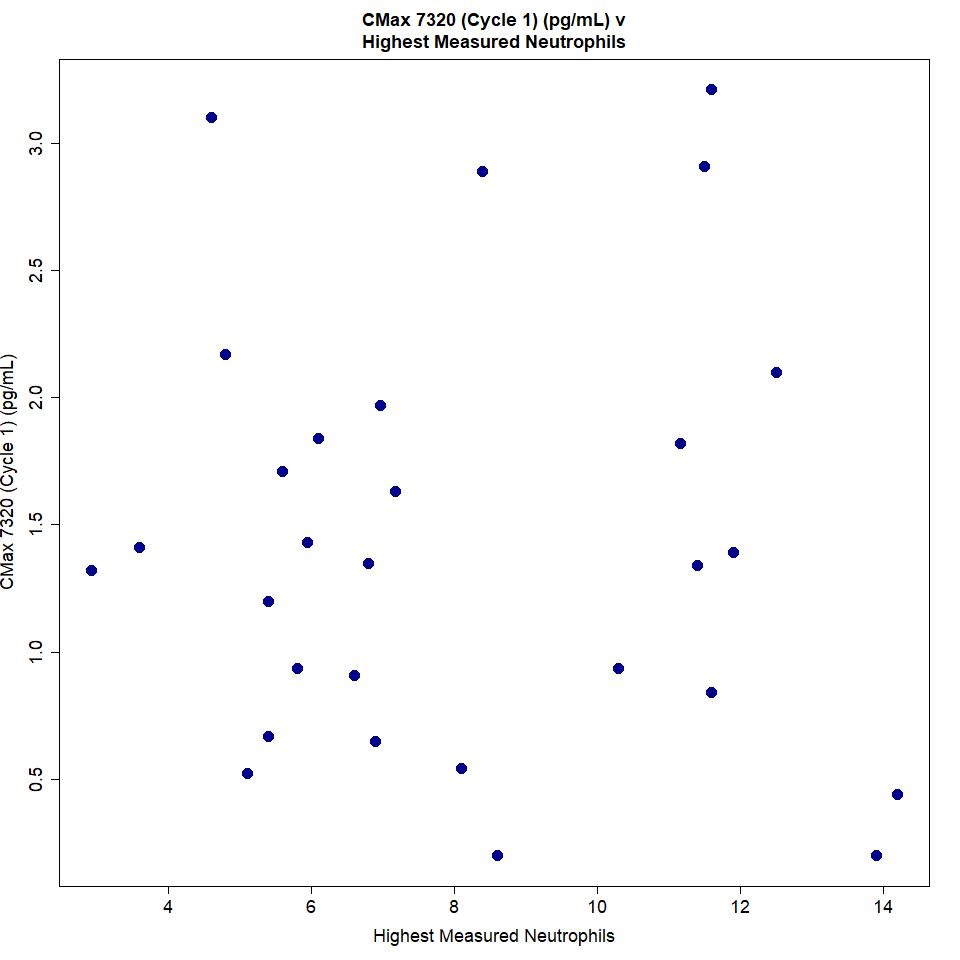 CMax 7320 (Cycle 1) (pg/mL) v
Highest Measured Neutrophils
CMax 7320 (Cycle 1) (pg/mL)
3.0
2.5
2.0
1.5
1.0
0.5
4 6 8 10 12 14
Highest Measured Neutrophils